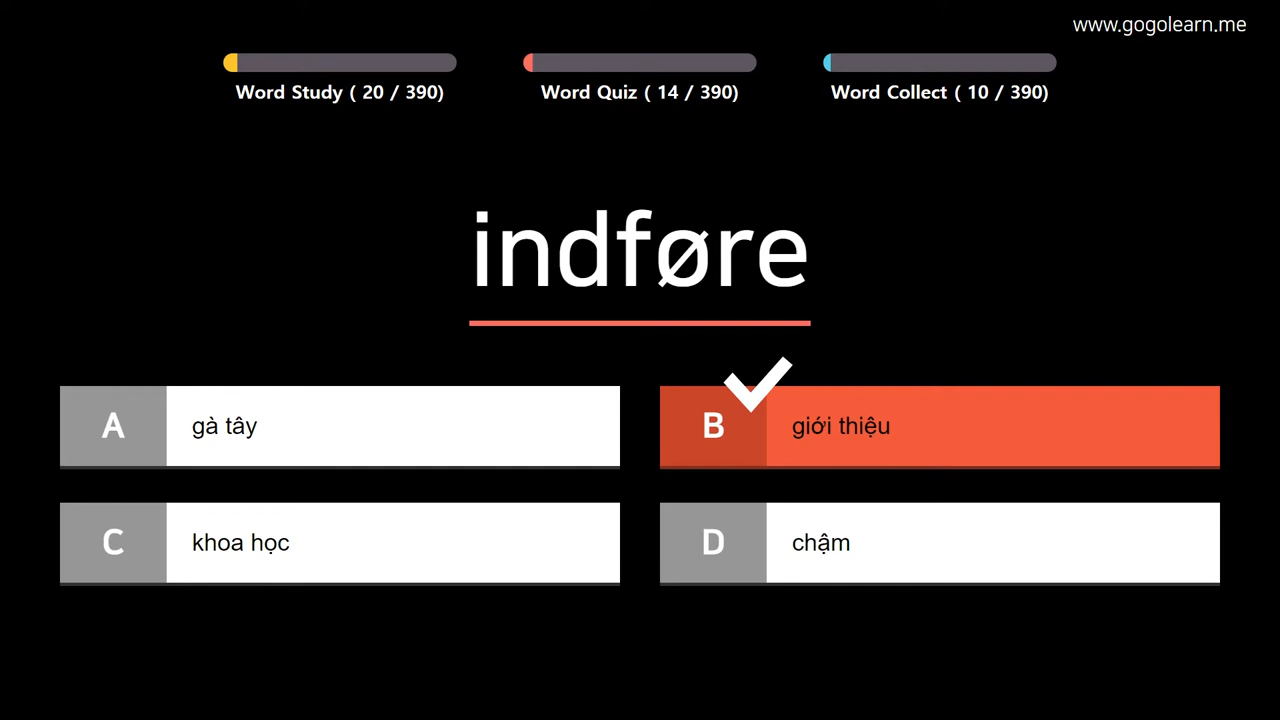 www.gogolearn.me
Word Study ( 20 / 390)
Word Quiz ( 14 / 390)
Word Collect ( 10 / 390)
indføre
A gà tây
B giới thiệu
C khoa học
D chậm